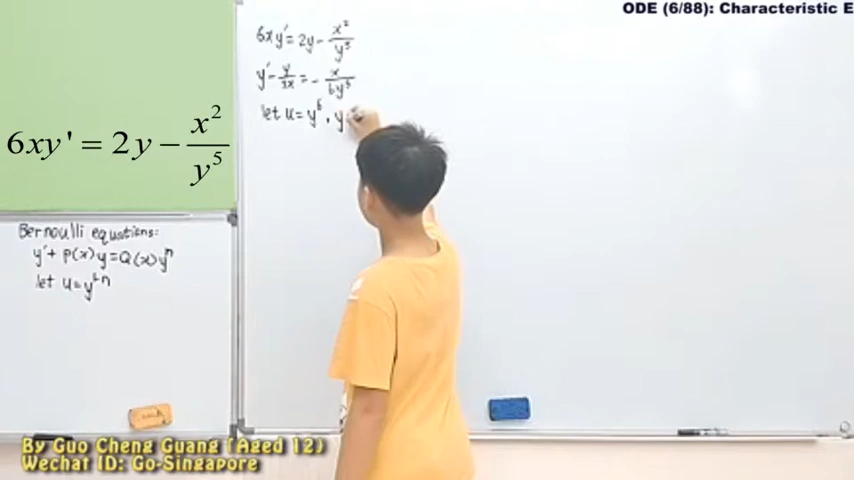 ODE (6/88): Characteristic E
6xy' = 2y - x²/y⁵
6xy' = 2y - x²/y⁵
y' - y/3x = - x/6y⁵
let u = y⁶, y
Bernoulli equations:
y' + P(x)y = Q(x)yⁿ
let u = y¹⁻ⁿ
By Guo Cheng Guang (Aged 12)
Wechat ID: Go-Singapore